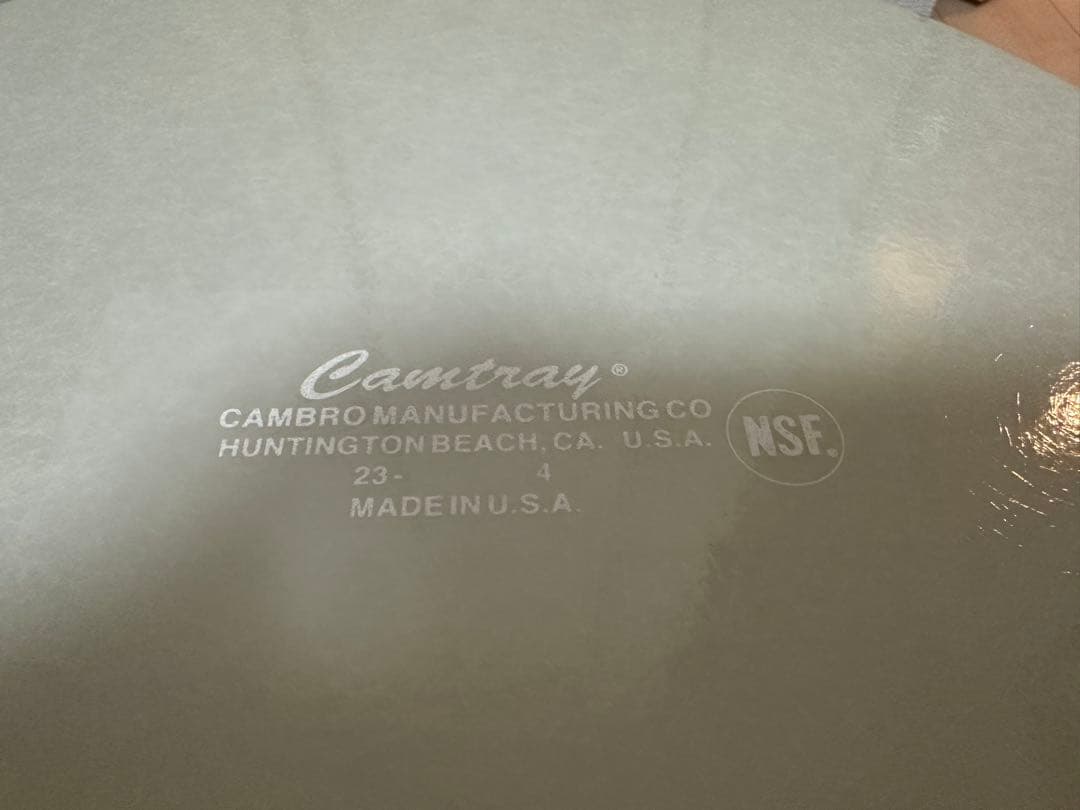 Camtray®
CAMBRO MANUFACTURING CO
HUNTINGTON BEACH, CA. U.S.A.
NSF.
23- 4
MADE IN U.S.A.